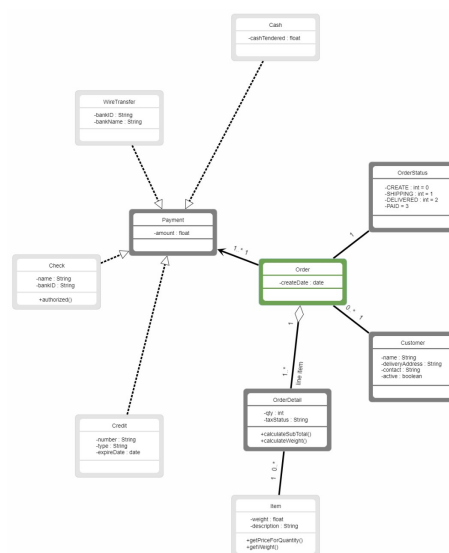 Cash
-cashTendered : float
WireTransfer
-bankID : String
-bankName : String
OrderStatus
-CREATE : int = 0
-SHIPPING : int = 1
-DELIVERED : int = 2
-PAID = 3
Payment
-amount : float
1
1..* 1
Check
-name : String
-bankID : String
+authorized()
Order
-createDate : date
0..* 1
1
Customer
-name : String
-deliveryAddress : String
-contact : String
-active : boolean
1..*
line item
OrderDetail
-qty : int
-taxStatus : String
+calculateSubTotal()
+calculateWeight()
Credit
-number : String
-type : String
-expireDate : date
1 0..*
Item
-weight : float
-description : String
+getPriceForQuantity()
+getWeight()